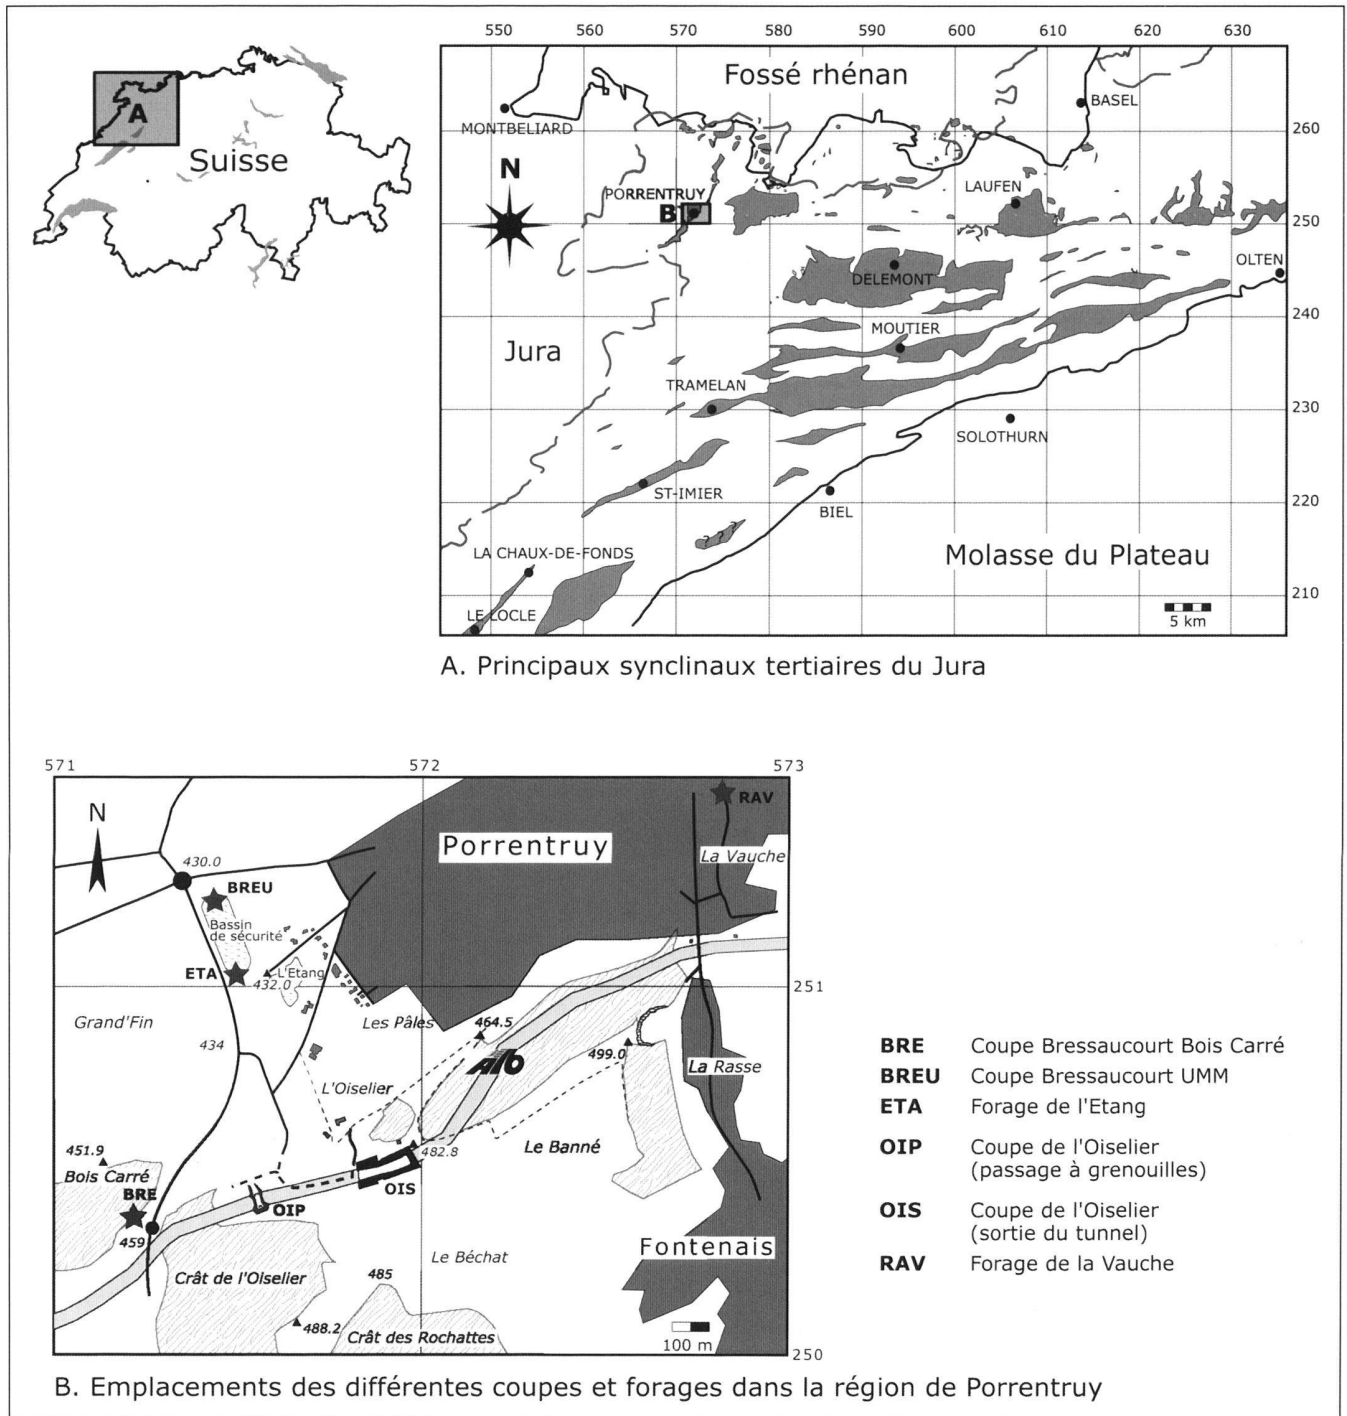 A
Suisse
550 560 570 580 590 600 610 620 630
Fossé rhénan
BASEL
MONTBELIARD
260
N
LAUFEN
PORRENTRUY
B
250
OLTEN
DELEMONT
240
MOUTIER
Jura
TRAMELAN
230
SOLOTHURN
ST-IMIER
220
BIEL
? ? ?
LA CHAUX-DE-FONDS
Molasse du Plateau
210
LE LOCLE
5 km
A. Principaux synclinaux tertiaires du Jura
571 572 573
N
RAV
Porrentruy
La Vauche
430.0
BREU
Bassin
de sécurité
ETA
L'Etang
432.0
251
Grand'Fin
Les Pâles
464.5
434
499.0
A16
La Rasse
L'Oiselier
Le Banné
482.8
451.9
Bois Carré
BRE
OIS
OIP
459
Le Béchat
Fontenais
Crât de l'Oiselier
485
488.2
Crât des Rochattes
100 m
250
BRE Coupe Bressaucourt Bois Carré
BREU Coupe Bressaucourt UMM
ETA Forage de l'Etang
OIP Coupe de l'Oiselier
(passage à grenouilles)
OIS Coupe de l'Oiselier
(sortie du tunnel)
RAV Forage de la Vauche
B. Emplacements des différentes coupes et forages dans la région de Porrentruy